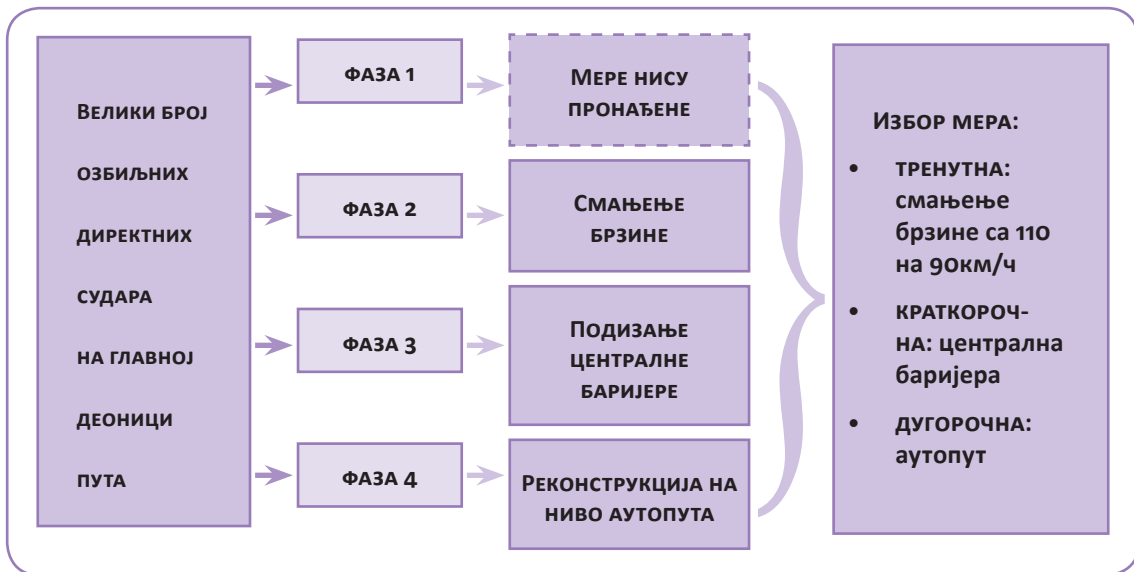 Велики број
озбиљних
директних
судара
на главној
деоници
пута
фаза 1
Мере нису
пронађене
фаза 2
Смањење
брзине
фаза 3
Подизање
централне
баријере
фаза 4
Реконструкција на
ниво аутопута
Избор мера:
• тренутна:
смањење
брзине са 110
на 90км/ч
• краткороч-
на: централна
баријера
• дугорочна:
аутопут